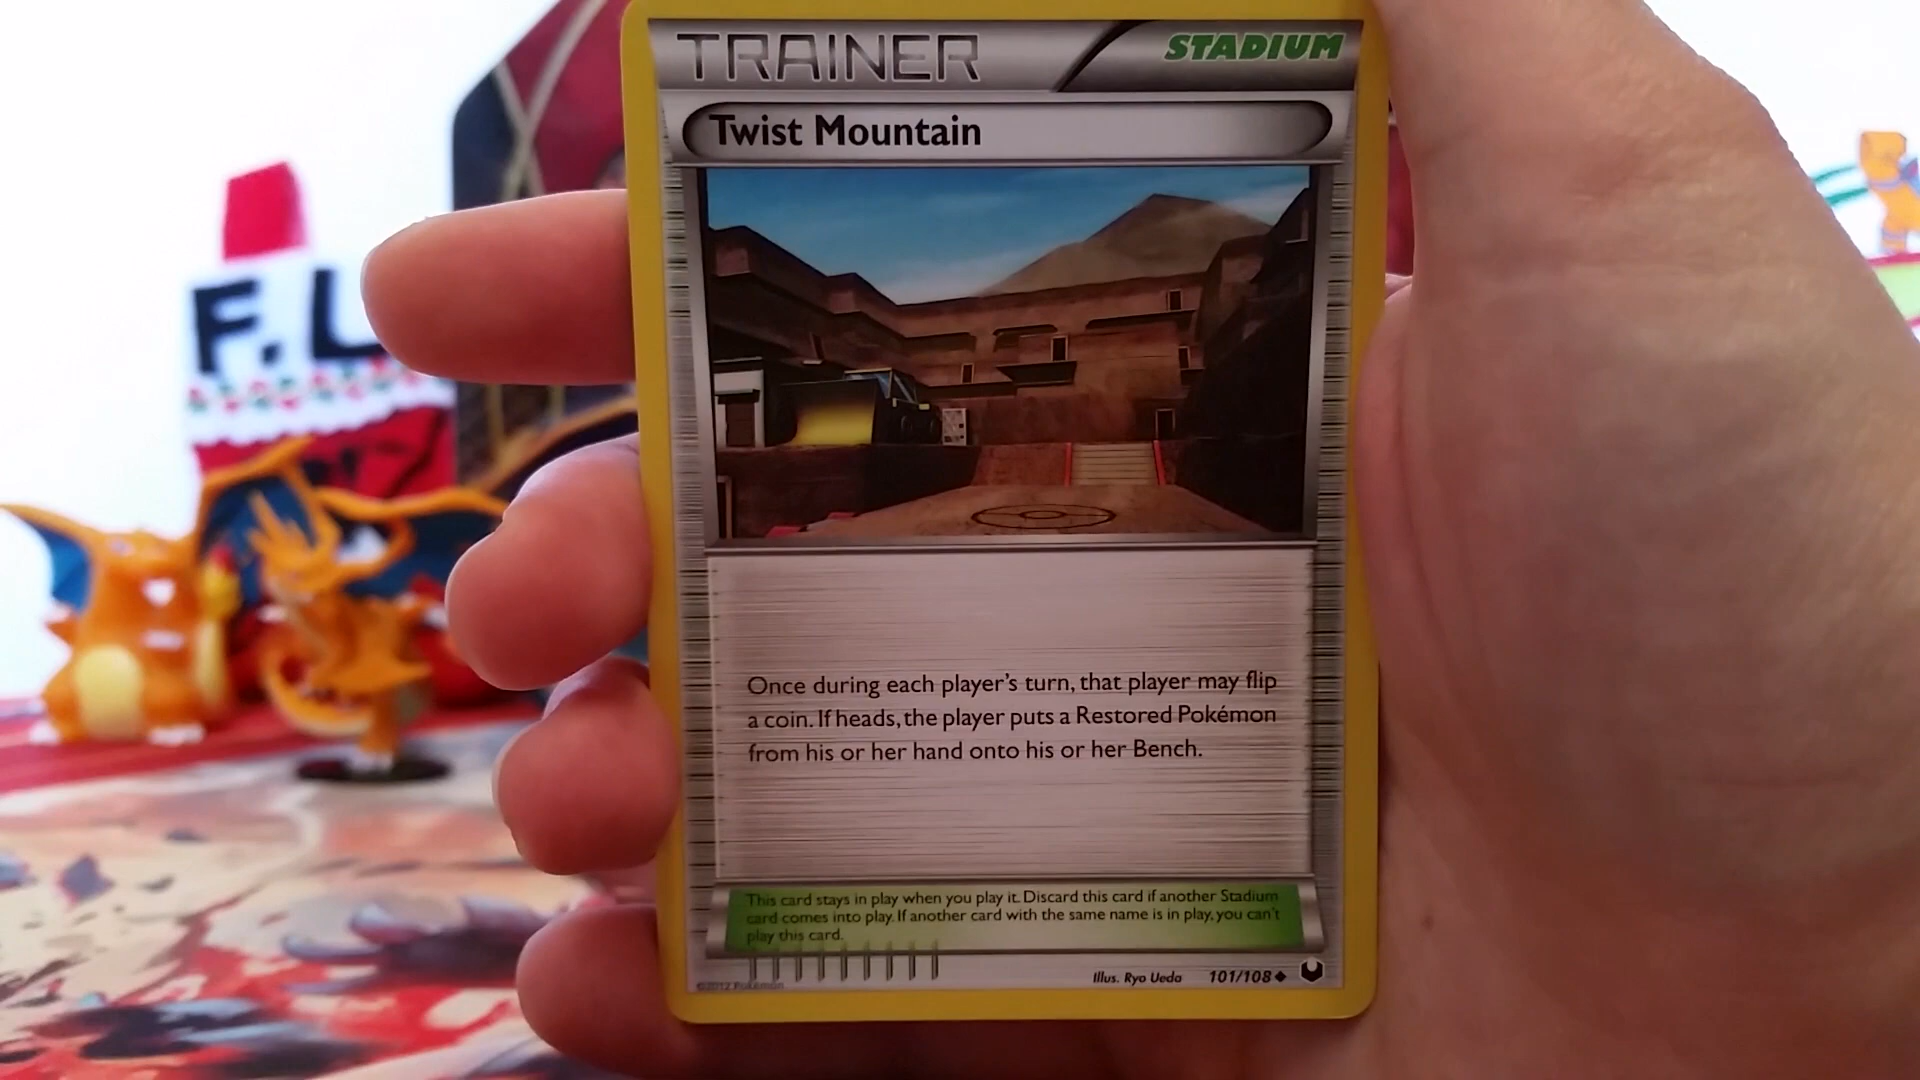 TRAINER
STADIUM
Twist Mountain
F. L
Once during each player's turn, that player may flip
a coin. If heads, the player puts a Restored Pokémon
from his or her hand onto his or her Bench.
This card stays in play when you play it. Discard this card if another Stadium
card comes into play. If another card with the same name is in play, you can't
play this card.
©2012 Pokémon
Illus. Ryo Ueda
101/108